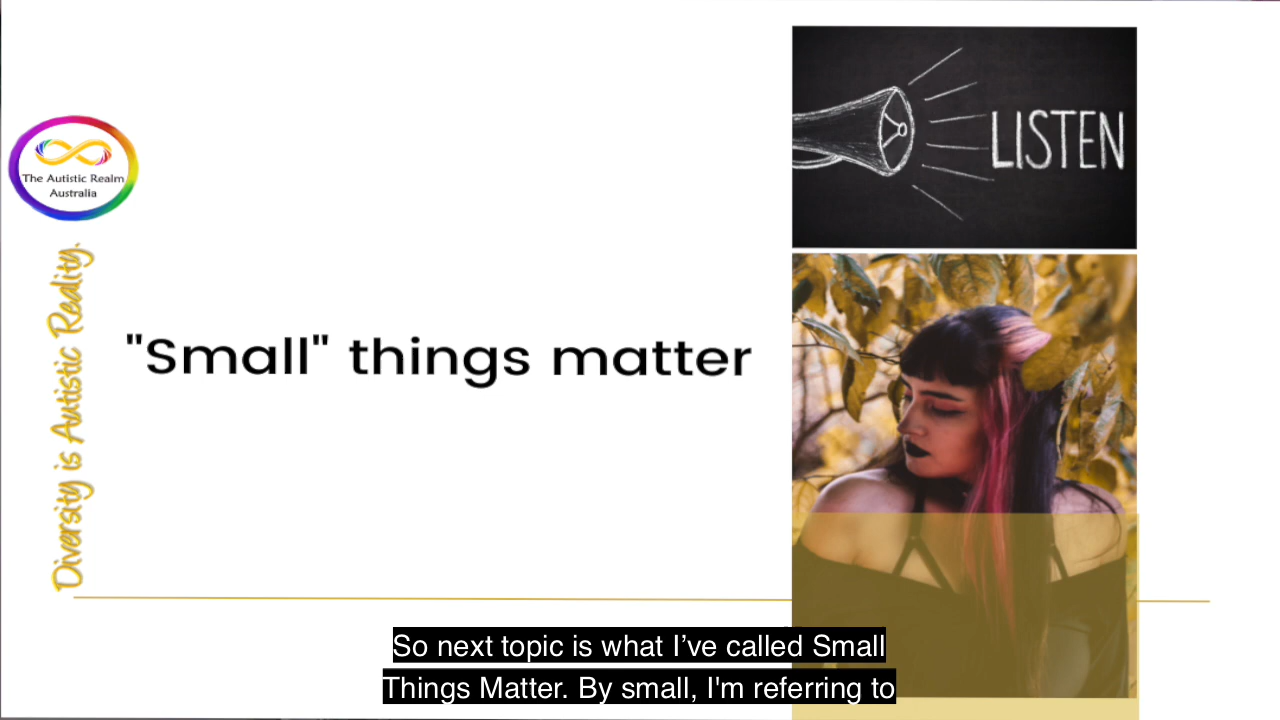 The Autistic Realm
Australia
Diversity is Autistic Reality.
"Small" things matter
LISTEN
So next topic is what I’ve called Small
Things Matter. By small, I'm referring to